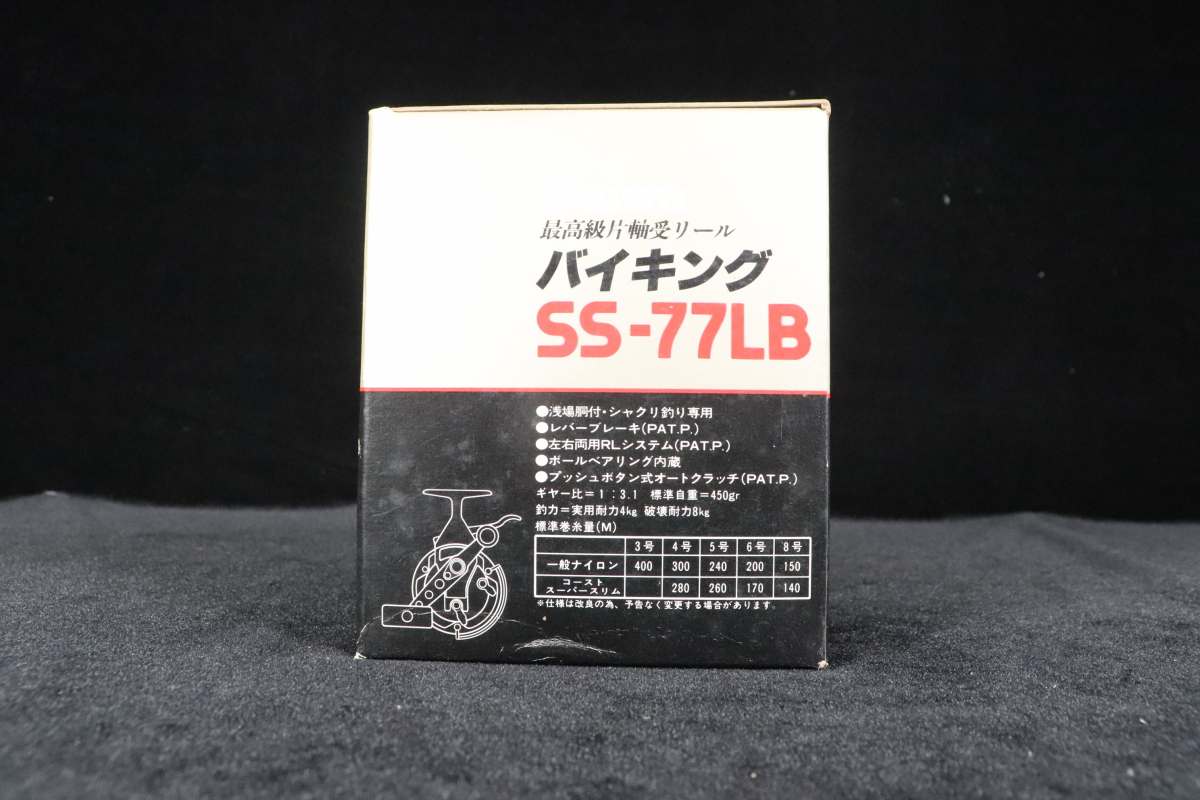 Daiwa
最高級片軸受リール
バイキング
SS-77LB
●浅場胴付・シャクリ釣り専用
●レバーブレーキ(PAT.P.)
●左右両用RLシステム(PAT.P.)
●ボールベアリング内蔵
●プッシュボタン式オートクラッチ(PAT.P.)
ギヤー比=1:3.1 標準自重=450gr
釣力=実用耐力4kg 破壊耐力8kg
標準巻糸量(M)
3号 4号 5号 6号 8号
一般ナイロン 400 300 240 200 150
コースト
スーパースリム 280 260 170 140
※仕様は改良の為、予告なく変更する場合があります。